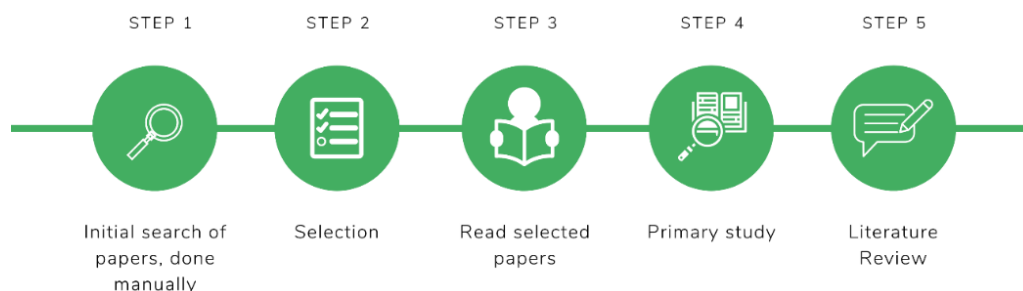 STEP 1
STEP 2
STEP 3
STEP 4
STEP 5
Initial search of
papers, done
manually
Selection
Read selected
papers
Primary study
Literature
Review